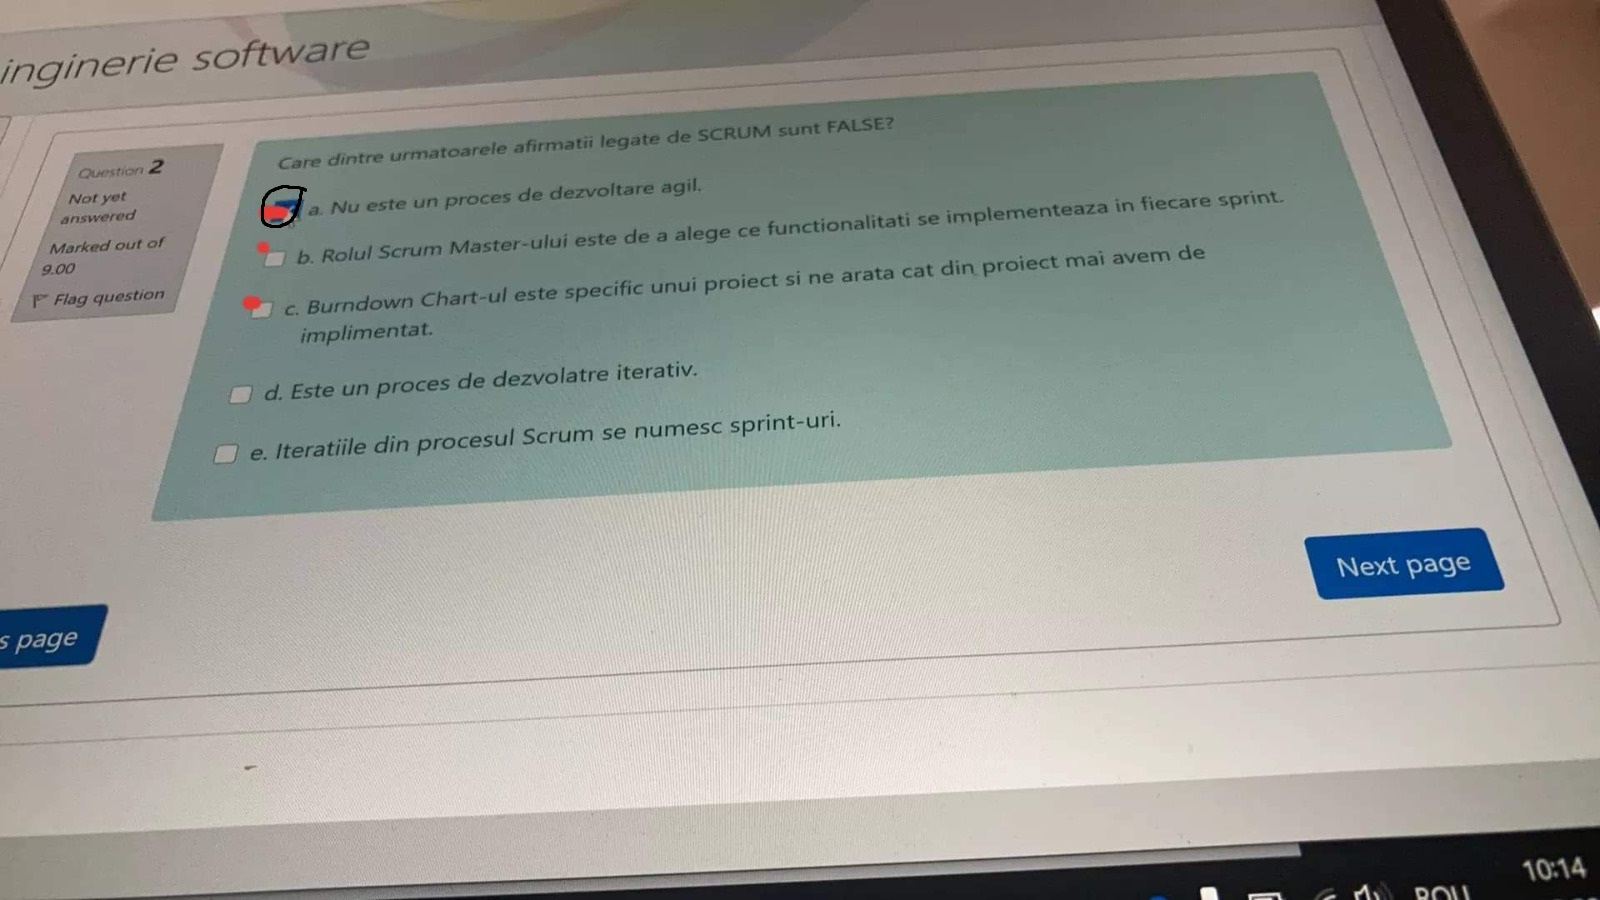 inginerie software
Question 2
Not yet
answered
Marked out of
9.00
Flag question
Care dintre urmatoarele afirmatii legate de SCRUM sunt FALSE?
a. Nu este un proces de dezvoltare agil.
b. Rolul Scrum Master-ului este de a alege ce functionalitati se implementeaza in fiecare sprint.
c. Burndown Chart-ul este specific unui proiect si ne arata cat din proiect mai avem de
implimentat.
d. Este un proces de dezvolatre iterativ.
e. Iteratiile din procesul Scrum se numesc sprint-uri.
Next page
s page
10:14
ROU